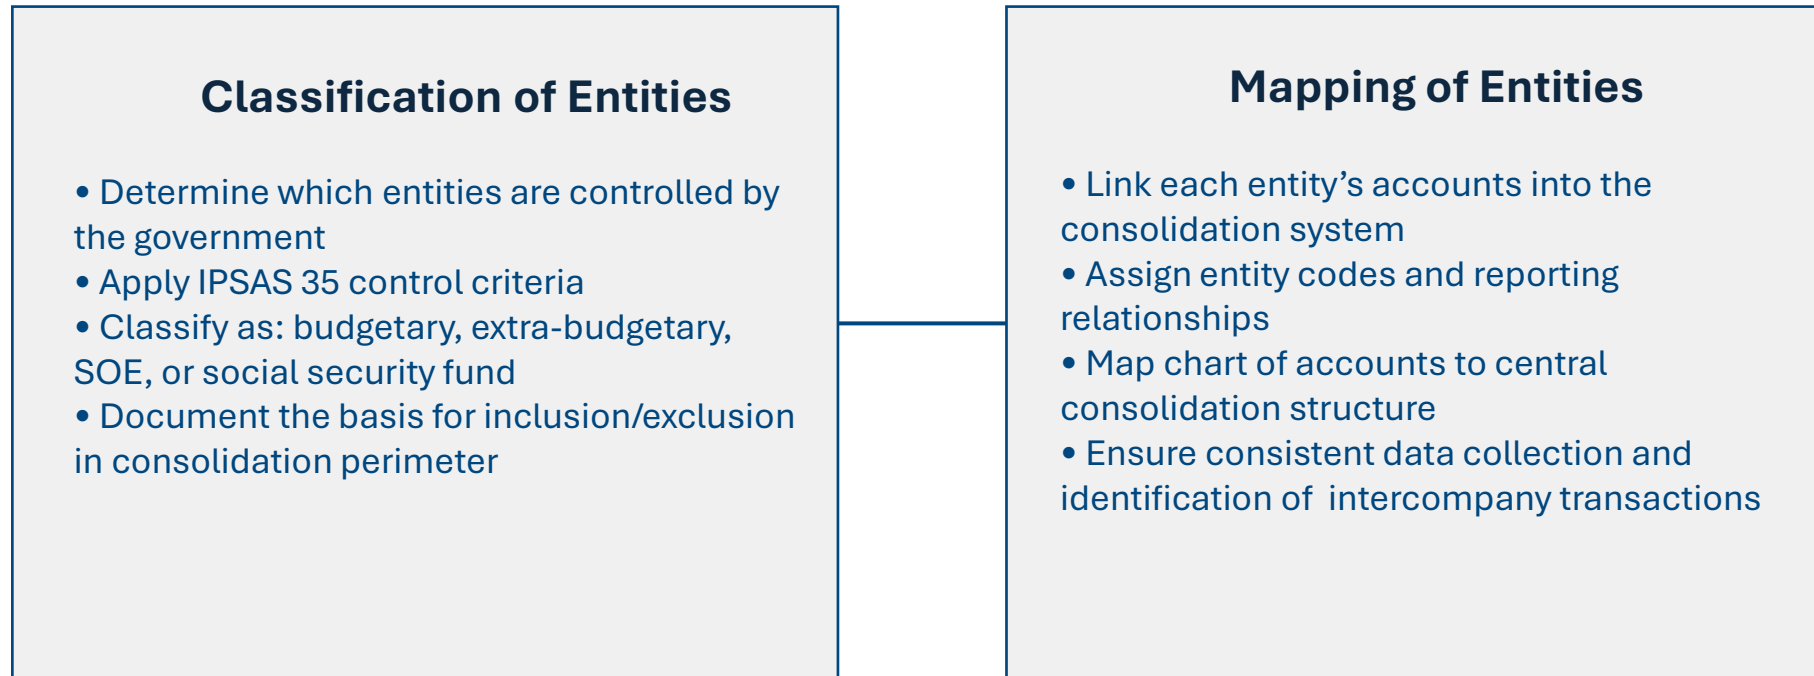 Classification of Entities
• Determine which entities are controlled by
the government
• Apply IPSAS 35 control criteria
• Classify as: budgetary, extra-budgetary,
SOE, or social security fund
• Document the basis for inclusion/exclusion
in consolidation perimeter
Mapping of Entities
• Link each entity’s accounts into the
consolidation system
• Assign entity codes and reporting
relationships
• Map chart of accounts to central
consolidation structure
• Ensure consistent data collection and
identification of  intercompany transactions